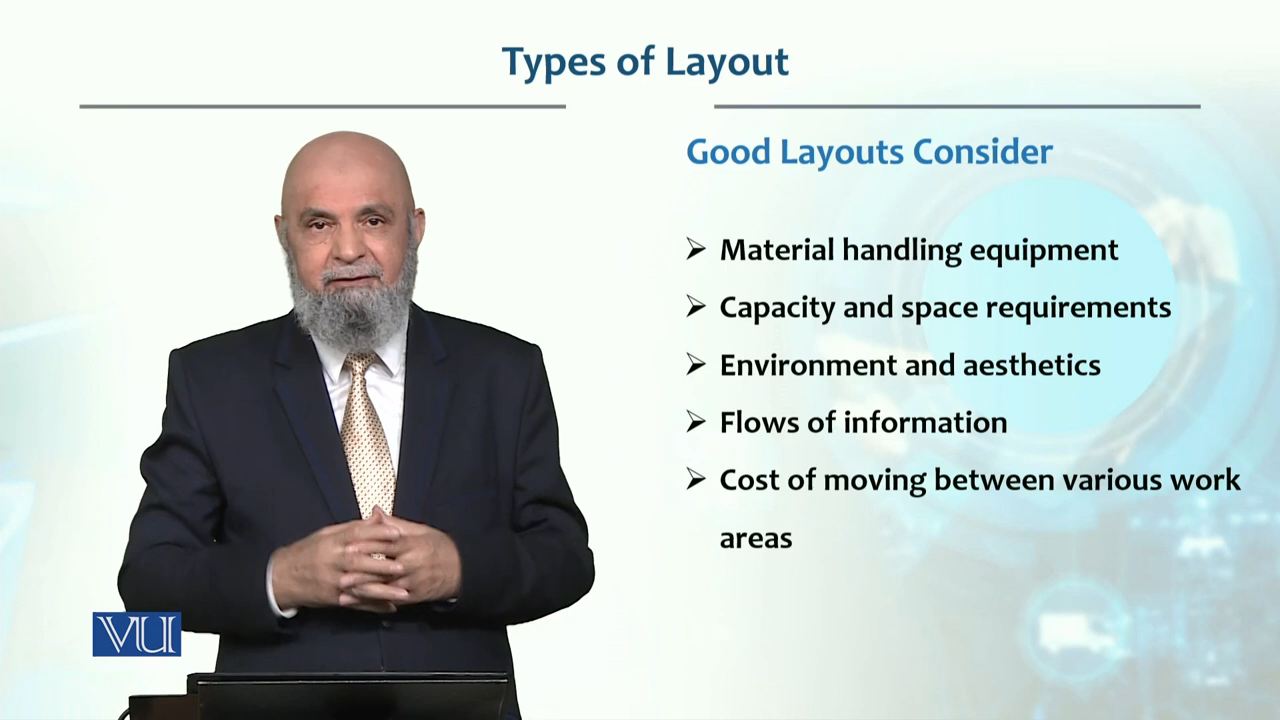 Types of Layout
Good Layouts Consider
➢ Material handling equipment
➢ Capacity and space requirements
➢ Environment and aesthetics
➢ Flows of information
➢ Cost of moving between various work
areas
VU